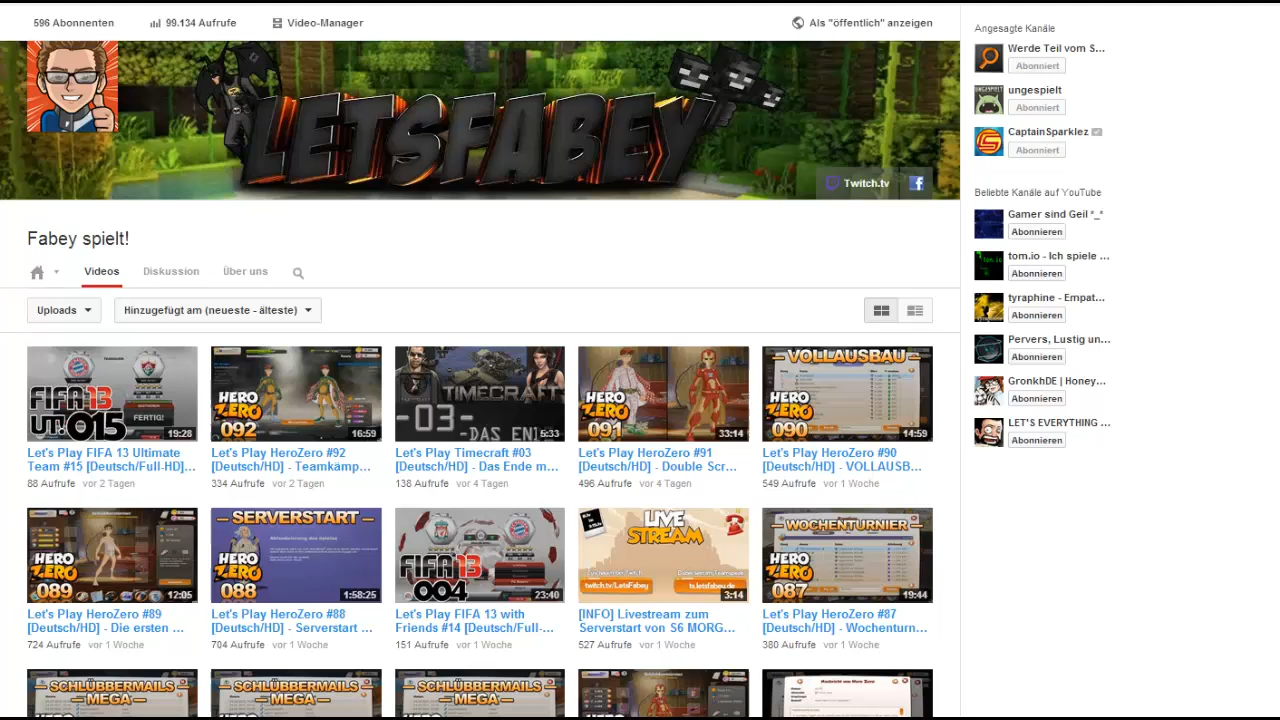 596 Abonnenten
99.134 Aufrufe
Video-Manager
Als "öffentlich" anzeigen
LETSFABEY
Twitch.tv
Fabey spielt!
Videos
Diskussion
Über uns
Uploads
Hinzugefügt am (neueste - älteste)
FIFA 13
UT 015
FERTIG!
19:28
Let's Play FIFA 13 Ultimate
Team #15 [Deutsch/Full-HD]...
88 Aufrufe vor 2 Tagen
HERO
ZERO
092
16:59
Let's Play HeroZero #92
[Deutsch/HD] - Teamkämp...
334 Aufrufe vor 2 Tagen
TIMECRAFT
-03-
DAS END
5:33
Let's Play Timecraft #03
[Deutsch/HD] - Das Ende m...
138 Aufrufe vor 4 Tagen
HERO
ZERO
091
33:14
Let's Play HeroZero #91
[Deutsch/HD] - Double Scr...
496 Aufrufe vor 4 Tagen
- VOLLAUSBAU -
HERO
ZERO
090
14:59
Let's Play HeroZero #90
[Deutsch/HD] - VOLLAUSB...
549 Aufrufe vor 1 Woche
HERO
ZERO
089
12:05
Let's Play HeroZero #89
[Deutsch/HD] - Die ersten ...
724 Aufrufe vor 1 Woche
- SERVERSTART -
HERO
ZERO
088
1:58:25
Let's Play HeroZero #88
[Deutsch/HD] - Serverstart ...
704 Aufrufe vor 1 Woche
FIFA 13
004
23:40
Let's Play FIFA 13 with
Friends #14 [Deutsch/Full-...
151 Aufrufe vor 1 Woche
LIVE
STREAM
twitch.tv/LetsFabey
ts.letsfabey.de
3:14
[INFO] Livestream zum
Serverstart von S6 MORG...
527 Aufrufe vor 1 Woche
- WOCHENTURNIER -
HERO
ZERO
087
19:44
Let's Play HeroZero #87
[Deutsch/HD] - Wochenturn...
380 Aufrufe vor 1 Woche
SCHLÜBBERMAILS
- MEGA -
SCHLÜBBERMAILS
- MEGA -
SCHLÜBBERMAILS
- MEGA -
Angesagte Kanäle
Werde Teil vom S...
Abonniert
UNGESPIELT
ungespielt
Abonniert
CaptainSparklez
Abonniert
Beliebte Kanäle auf YouTube
Gamer sind Geil *_*
Abonnieren
tom.io
tom.io - Ich spiele ...
Abonnieren
tyraphine - Empat...
Abonnieren
Pervers, Lustig un...
Abonnieren
GronkhDE | Honey...
Abonnieren
LET'S EVERYTHING ...
Abonnieren